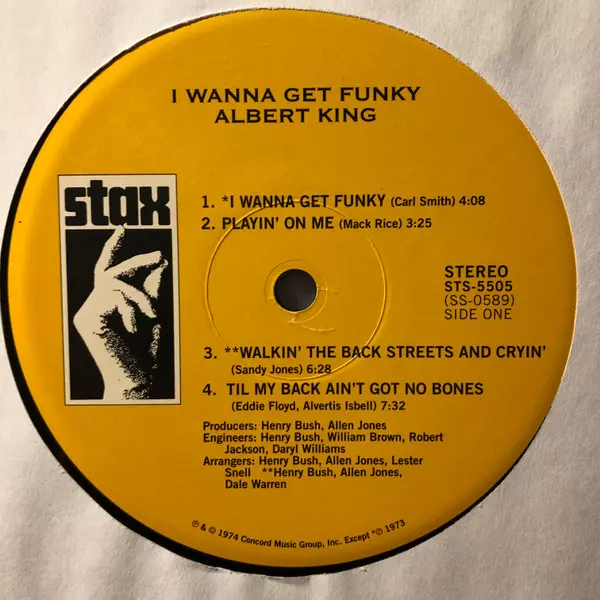 I WANNA GET FUNKY
ALBERT KING
stax
1. *I WANNA GET FUNKY (Carl Smith) 4:08
2. PLAYIN' ON ME (Mack Rice) 3:25
STEREO
STS-5505
(SS-0589)
SIDE ONE
3. **WALKIN' THE BACK STREETS AND CRYIN'
(Sandy Jones) 6:28
4. TIL MY BACK AIN'T GOT NO BONES
(Eddie Floyd, Alvertis Isbell) 7:32
Producers: Henry Bush, Allen Jones
Engineers: Henry Bush, William Brown, Robert
Jackson, Daryl Williams
Arrangers: Henry Bush, Allen Jones, Lester
Snell **Henry Bush, Allen Jones,
Dale Warren
℗ & © 1974 Concord Music Group, Inc. Except *℗ 1973